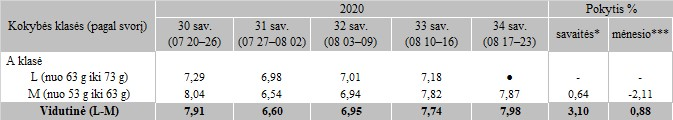 Kokybės klasės (pagal svorį) 2020 Pokytis %
30 sav. (07 20–26) 31 sav. (07 27–08 02) 32 sav. (08 03–09) 33 sav. (08 10–16) 34 sav. (08 17–23) savaitės* mėnesio***
A klasė
L (nuo 63 g iki 73 g) 7,29 6,98 7,01 7,18 ● - -
M (nuo 53 g iki 63 g) 8,04 6,54 6,94 7,82 7,87 0,64 -2,11
Vidutinė (L-M) 7,91 6,60 6,95 7,74 7,98 3,10 0,88